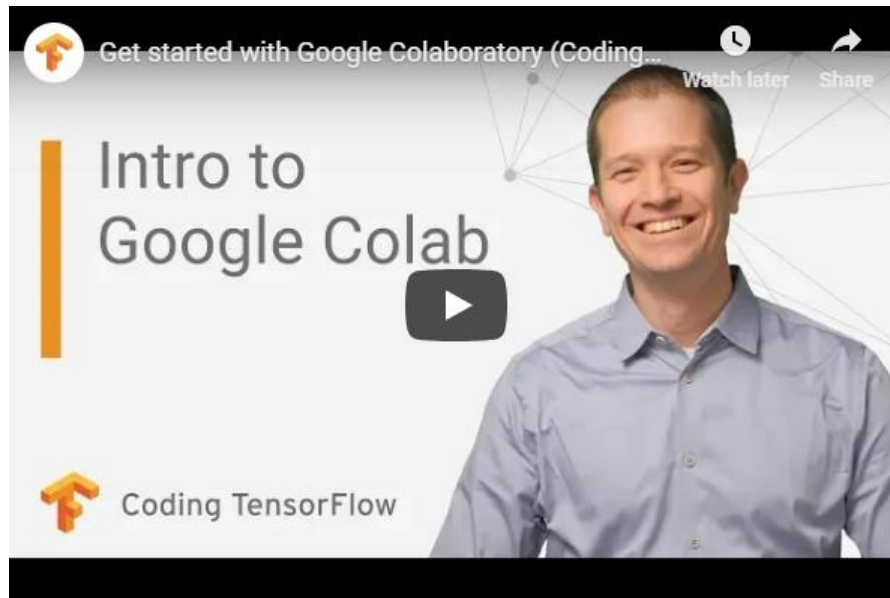 Get started with Google Colaboratory (Coding...
Watch later
Share
Intro to
Google Colab
Coding TensorFlow